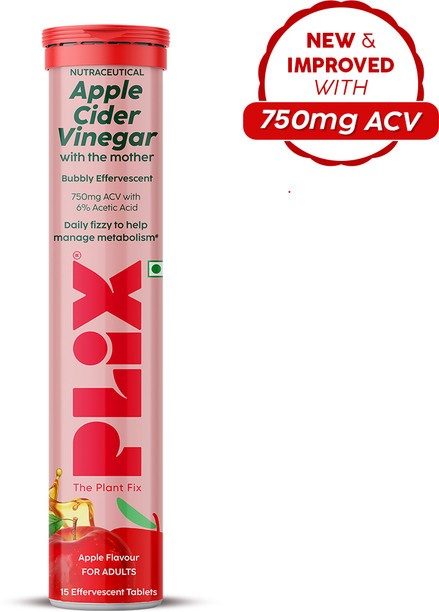 NUTRACEUTICAL
Apple
Cider
Vinegar
with the mother
Bubbly Effervescent
750mg ACV with
6% Acetic Acid
Daily fizzy to help
manage metabolism#
PLiX®
The Plant Fix
Apple Flavour
FOR ADULTS
15 Effervescent Tablets
NEW &
IMPROVED
WITH
750mg ACV